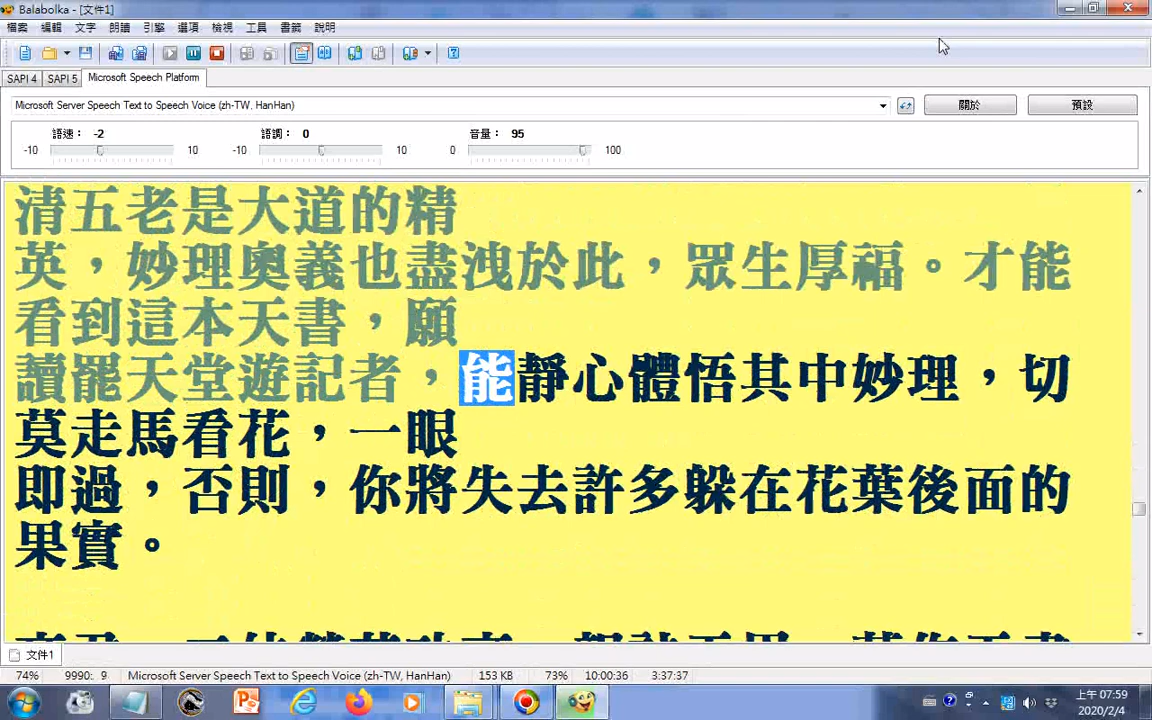 Balabolka - [文件1]
檔案 編輯 文字 朗讀 引擎 選項 檢視 工具 書籤 說明
SAPI 4 SAPI 5 Microsoft Speech Platform
Microsoft Server Speech Text to Speech Voice (zh-TW, HanHan) 關於 預設
語速： -2 語調： 0 音量： 95
-10 10 -10 10 0 100
清五老是大道的精
英，妙理奧義也盡洩於此，眾生厚福。才能
看到這本天書，願
讀罷天堂遊記者，能靜心體悟其中妙理，切
莫走馬看花，一眼
即過，否則，你將失去許多躲在花葉後面的
果實。
文件1
74% 9990: 9 Microsoft Server Speech Text to Speech Voice (zh-TW, HanHan) 153 KB 73% 10:00:36 3:37:37
上午 07:59
2020/2/4